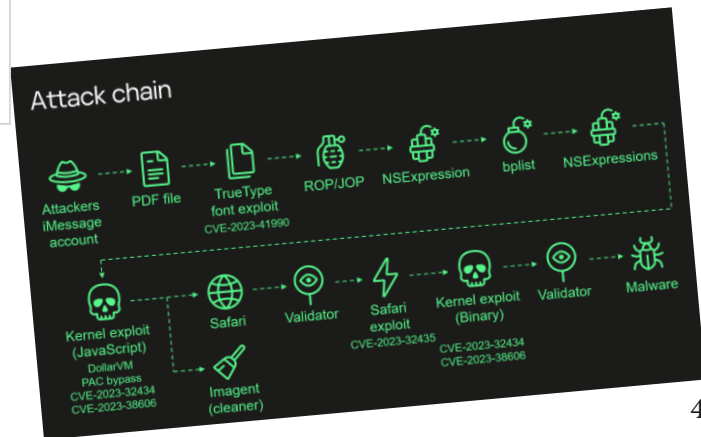 Attack chain
Attackers
iMessage
account
PDF file
TrueType
font exploit
CVE-2023-41990
ROP/JOP
NSExpression
bplist
NSExpressions
Kernel exploit
(JavaScript)
DollarVM
PAC bypass
CVE-2023-32434
CVE-2023-38606
Safari
Imagent
(cleaner)
Validator
Safari
exploit
CVE-2023-32435
Kernel exploit
(Binary)
CVE-2023-32434
CVE-2023-38606
Validator
Malware
4